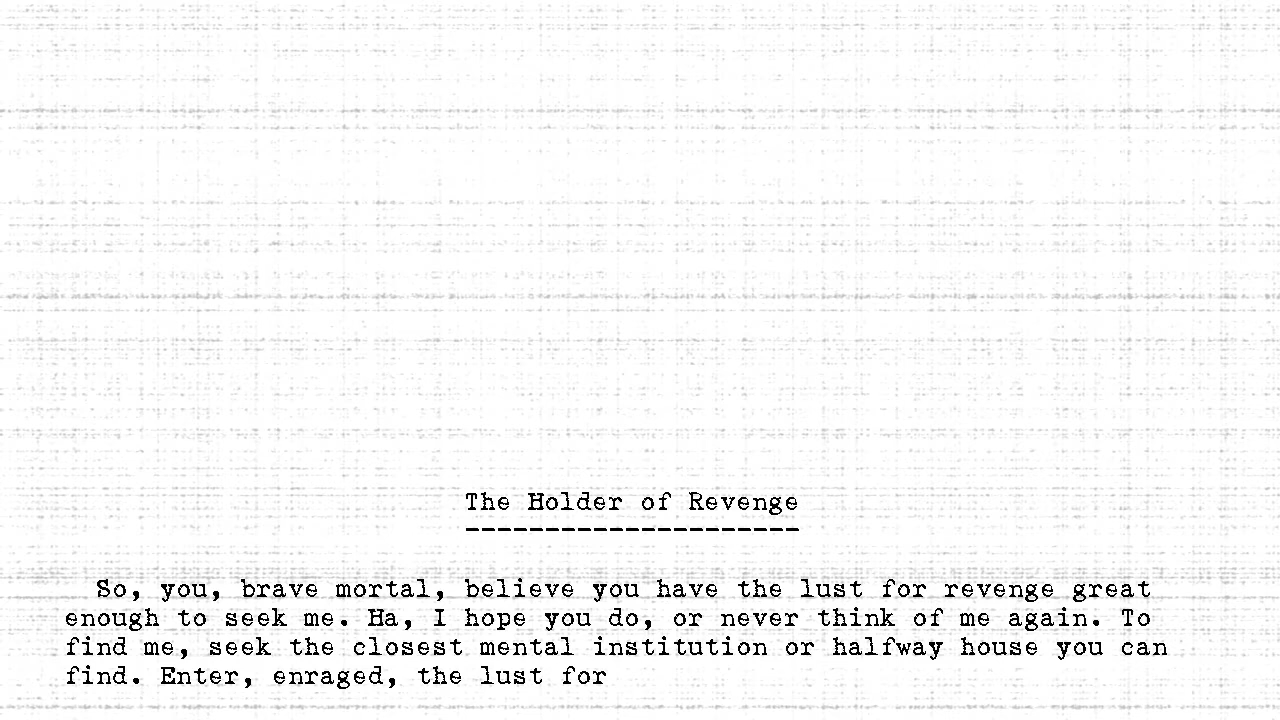 The Holder of Revenge
---------------------
So, you, brave mortal, believe you have the lust for revenge great
enough to seek me. Ha, I hope you do, or never think of me again. To
find me, seek the closest mental institution or halfway house you can
find. Enter, enraged, the lust for